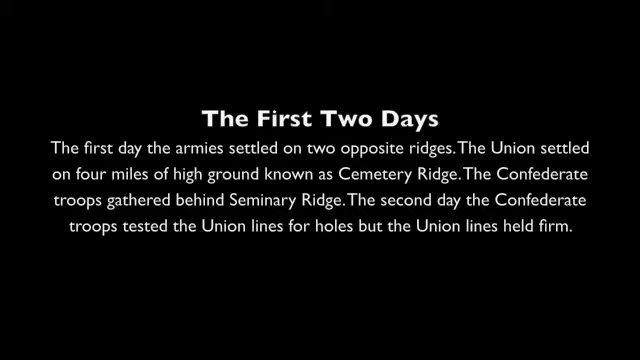 The First Two Days
The first day the armies settled on two opposite ridges. The Union settled
on four miles of high ground known as Cemetery Ridge. The Confederate
troops gathered behind Seminary Ridge. The second day the Confederate
troops tested the Union lines for holes but the Union lines held firm.